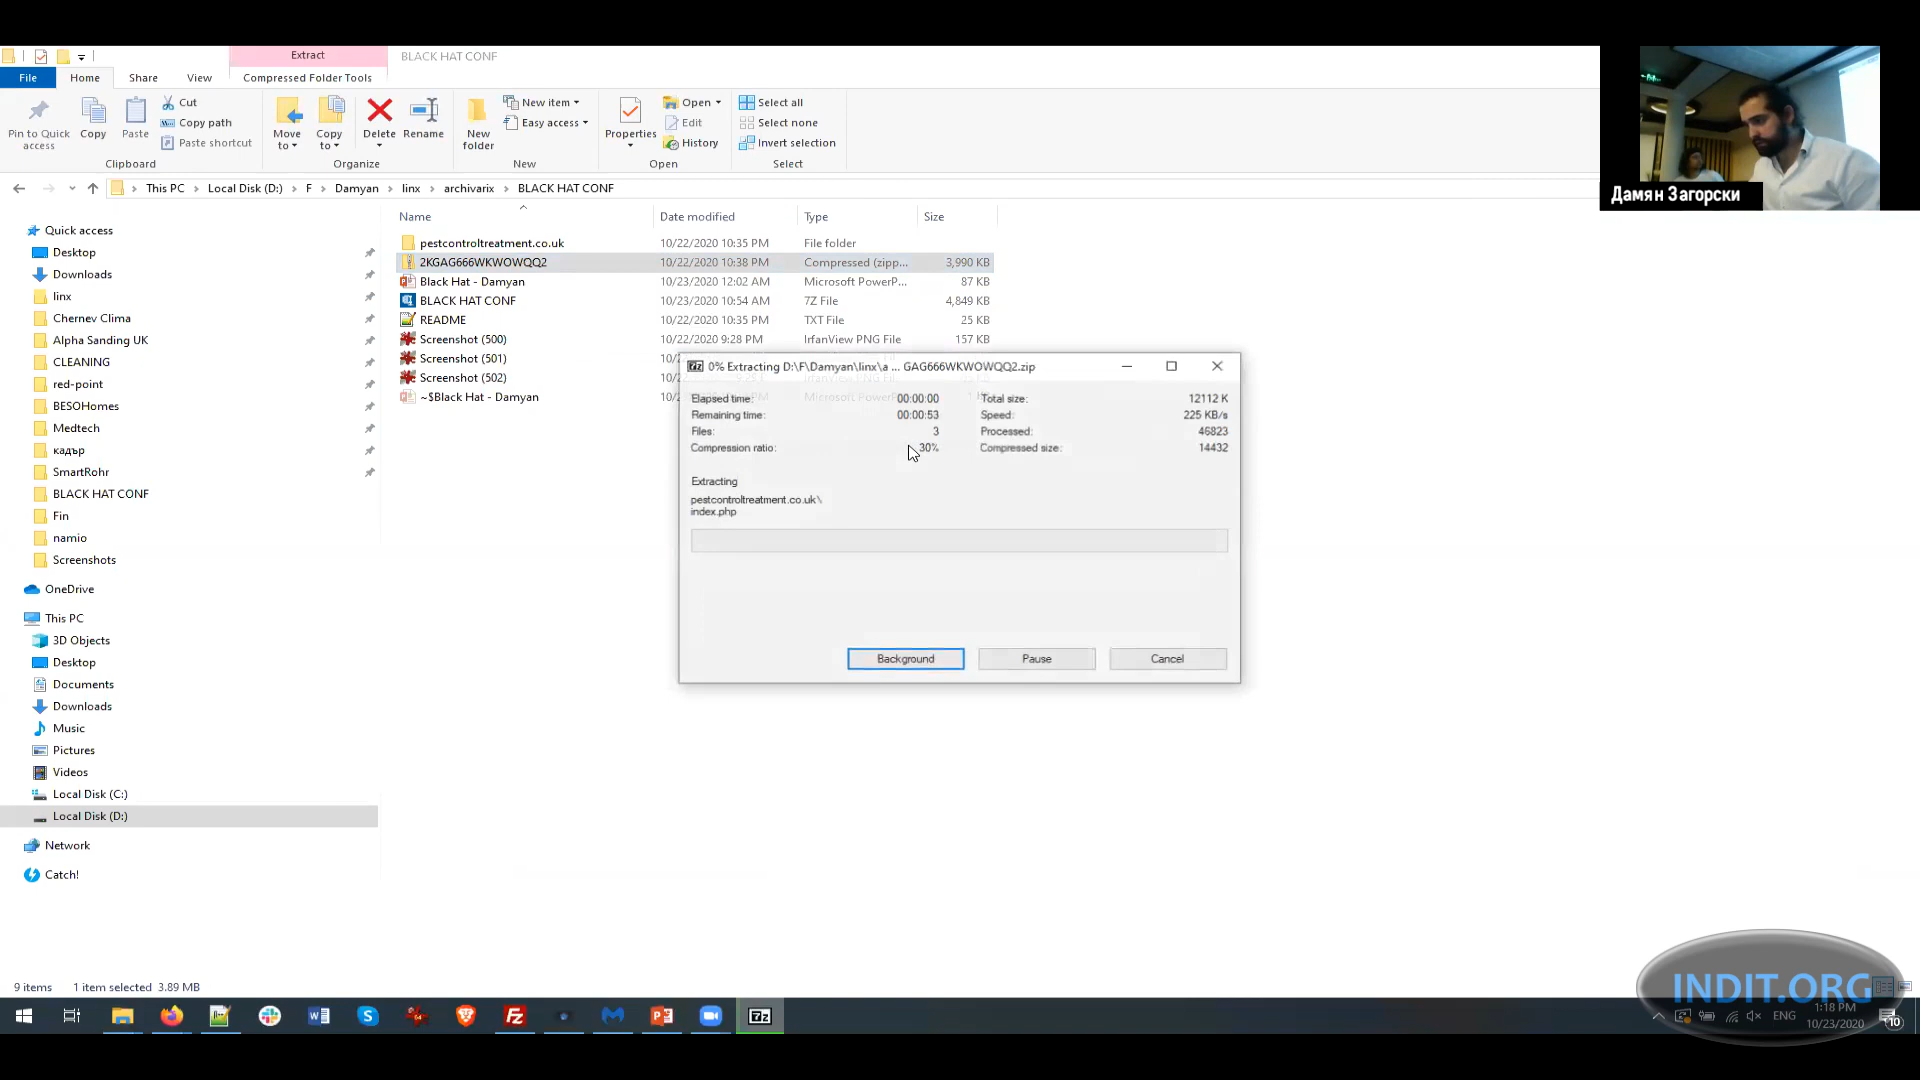 Extract
BLACK HAT CONF
File
Home
Share
View
Compressed Folder Tools
Pin to Quick access
Copy
Paste
Cut
Copy path
Paste shortcut
Clipboard
Move to
Copy to
Delete
Rename
Organize
New folder
New item
Easy access
New
Properties
Open
Edit
History
Open
Select all
Select none
Invert selection
Select
Дамян Загорски
This PC > Local Disk (D:) > F > Damyan > linx > archivarix > BLACK HAT CONF
Name Date modified Type Size
pestcontroltreatment.co.uk 10/22/2020 10:35 PM File folder
2KGAG666WKWOWQQ2 10/22/2020 10:38 PM Compressed (zipp... 3,990 KB
Black Hat - Damyan 10/23/2020 12:02 AM Microsoft PowerP... 87 KB
BLACK HAT CONF 10/23/2020 10:54 AM 7Z File 4,849 KB
README 10/22/2020 10:35 PM TXT File 25 KB
Screenshot (500) 10/22/2020 9:28 PM IrfanView PNG File 157 KB
Screenshot (501)
Screenshot (502)
~$Black Hat - Damyan
Quick access
Desktop
Downloads
linx
Chernev Clima
Alpha Sanding UK
CLEANING
red-point
BESOHomes
Medtech
кадър
SmartRohr
BLACK HAT CONF
Fin
namio
Screenshots
OneDrive
This PC
3D Objects
Desktop
Documents
Downloads
Music
Pictures
Videos
Local Disk (C:)
Local Disk (D:)
Network
Catch!
0% Extracting D:\F\Damyan\linx\a ... GAG666WKWOWQQ2.zip
Elapsed time: 00:00:00 Total size: 12112 K
Remaining time: 00:00:53 Speed: 225 KB/s
Files: 3 Processed: 46823
Compression ratio: 30% Compressed size: 14432
Extracting
pestcontroltreatment.co.uk\
index.php
Background
Pause
Cancel
9 items 1 item selected 3.89 MB
INDIT.ORG
ENG
1:18 PM
10/23/2020
10